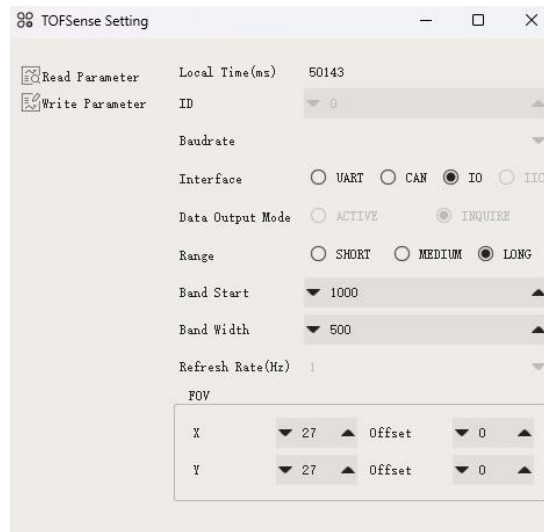 TOFSense Setting
Read Parameter
Write Parameter
Local Time(ms) 50143
ID 0
Baudrate
Interface UART CAN IO IIC
Data Output Mode ACTIVE INQUIRE
Range SHORT MEDIUM LONG
Band Start 1000
Band Width 500
Refresh Rate(Hz) 1
FOV
X 27 Offset 0
Y 27 Offset 0